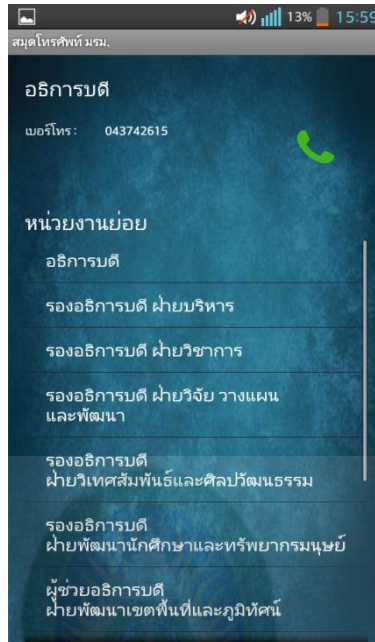 13% 15:59
สมุดโทรศัพท์ มรม.
อธิการบดี
เบอร์โทร : 043742615
หน่วยงานย่อย
อธิการบดี
รองอธิการบดี ฝ่ายบริหาร
รองอธิการบดี ฝ่ายวิชาการ
รองอธิการบดี ฝ่ายวิจัย วางแผน
และพัฒนา
รองอธิการบดี
ฝ่ายวิเทศสัมพันธ์และศิลปวัฒนธรรม
รองอธิการบดี
ฝ่ายพัฒนานักศึกษาและทรัพยากรมนุษย์
ผู้ช่วยอธิการบดี
ฝ่ายพัฒนาเขตพื้นที่และภูมิทัศน์